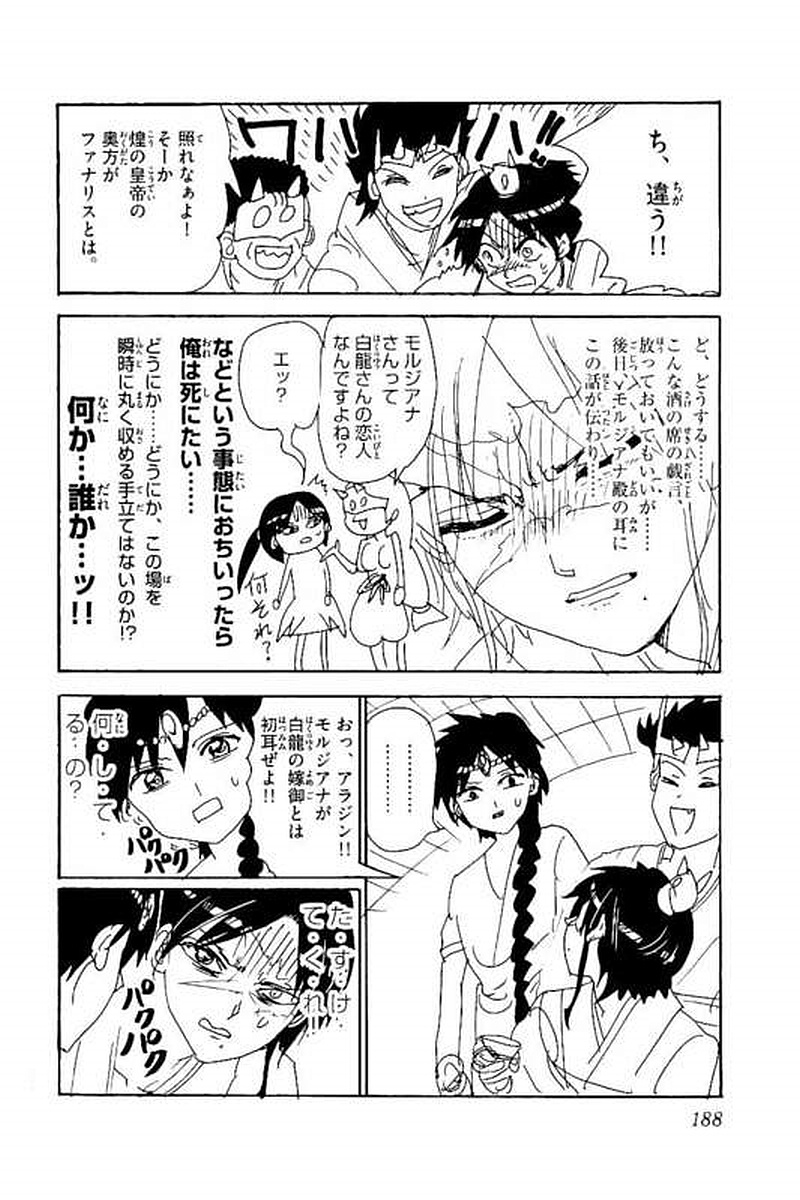 ち、違う!!
ワハハハハ
照れなぁよ！
そーか
煌の皇帝の
奥方が
ファナリスとは。
ど、どうする……
こんな酒の席の戯言、
放っておいてもいいが……
後日、モルジアナ殿の耳に
この話が伝わり……
モルジアナ
さんって
白龍さんの恋人
なんですよね？
エッ？
何それ？
などという事態におちいったら
俺は死にたい……
どうにか……どうにか、この場を
瞬時に丸く収める手立てはないのか!?
何か…誰か…ッ!!
…………
おっ、アラジン!!
モルジアナが
白龍の嫁御とは
初耳ぜよ!!
何・し・て・
る・の？
パクパク
た・す・け・
て・く・れ!!
パクパク
188